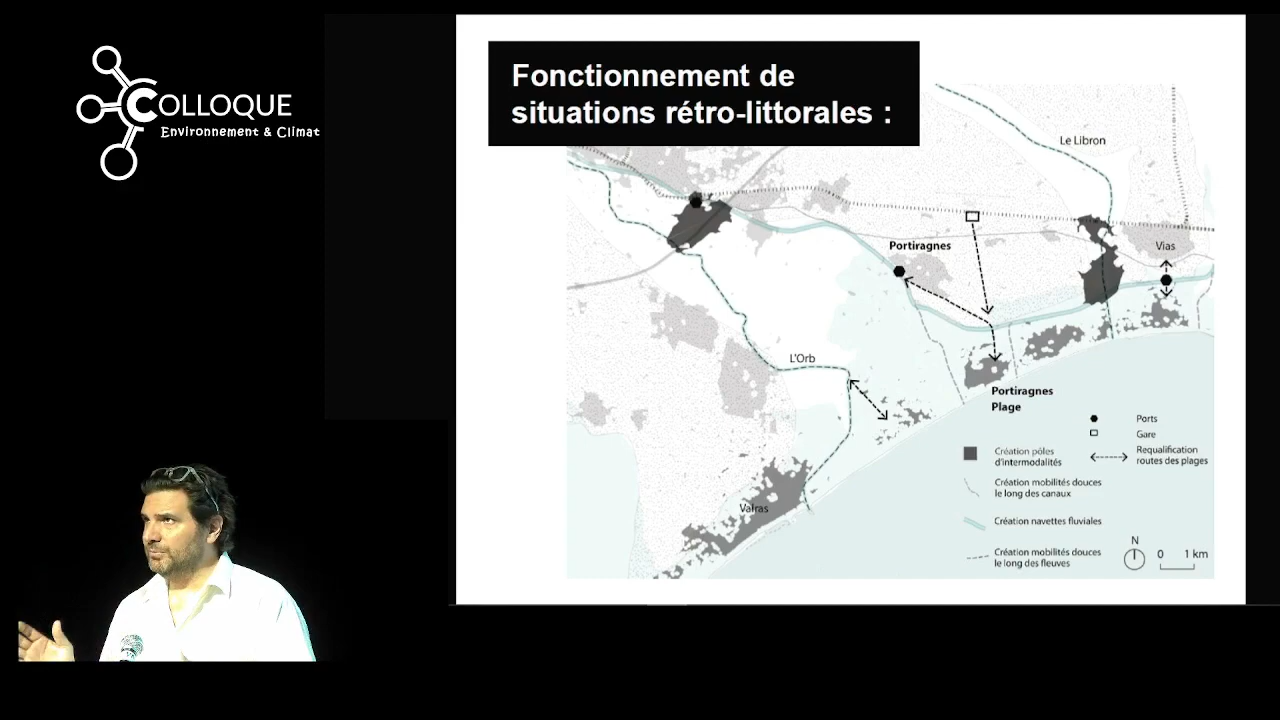 COLLOQUE
Environnement & Climat
Fonctionnement de
situations rétro-littorales :
Le Libron
Portiragnes
Vias
L'Orb
Portiragnes
Plage
Valras
Ports
Gare
Requalification
routes des plages
Création pôles
d'intermodalités
Création mobilités douces
le long des canaux
Création navettes fluviales
Création mobilités douces
le long des fleuves
N
0 1 km